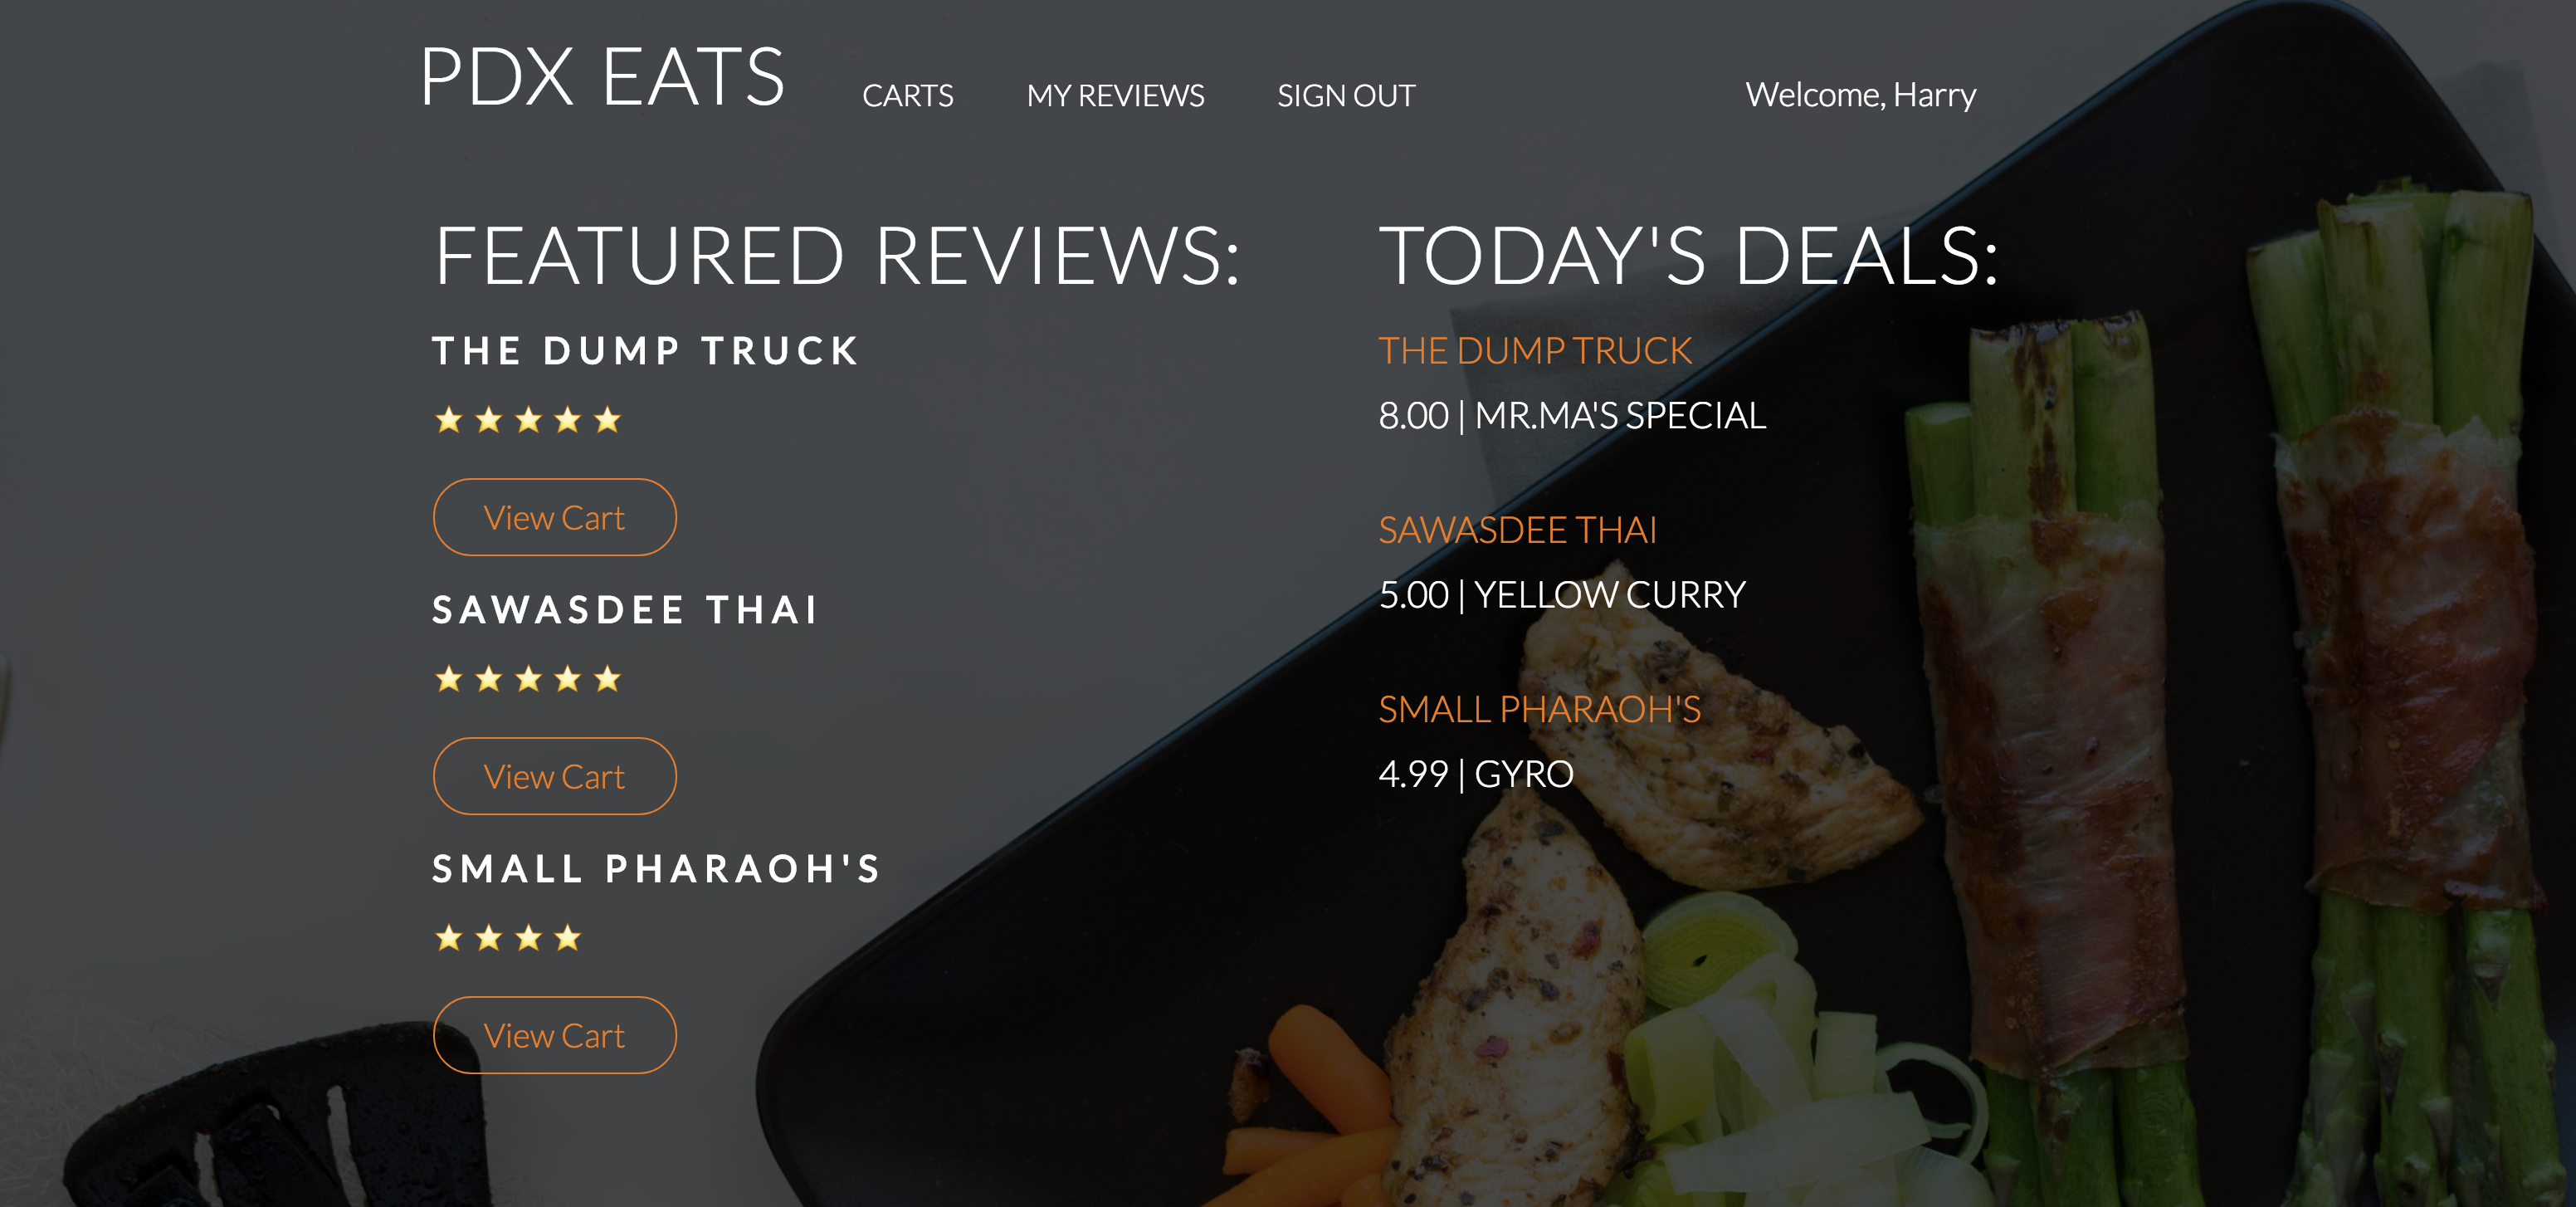 PDX EATS
CARTS
MY REVIEWS
SIGN OUT
Welcome, Harry
FEATURED REVIEWS:
THE DUMP TRUCK
View Cart
SAWASDEE THAI
View Cart
SMALL PHARAOH'S
View Cart
TODAY'S DEALS:
THE DUMP TRUCK
8.00 | MR.MA'S SPECIAL
SAWASDEE THAI
5.00 | YELLOW CURRY
SMALL PHARAOH'S
4.99 | GYRO